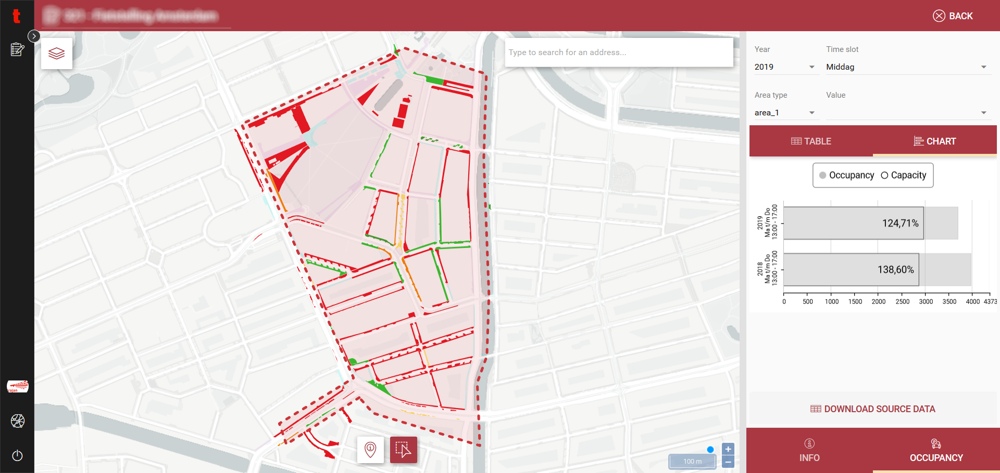 t
BACK
Type to search for an address...
Year
Time slot
2019
Middag
Area type
Value
area_1
TABLE
CHART
Occupancy
Capacity
2019
Ma t/m Do
13:00 - 17:00
124,71%
2018
Ma t/m Do
13:00 - 17:00
138,60%
0 500 1000 1500 2000 2500 3000 3500 4000 4373
rajan
DOWNLOAD SOURCE DATA
100 m
+
−
INFO
OCCUPANCY